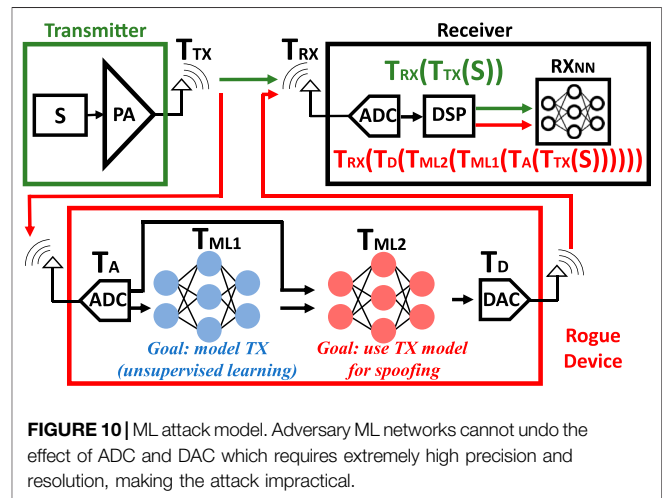 Transmitter
Receiver
TTX
TRX
S
PA
TRX(TTX(S))
RXNN
ADC
DSP
TRX(TD(TML2(TML1(TA(TTX(S))))))
TA
TML1
TML2
TD
ADC
DAC
Goal: model TX
(unsupervised learning)
Goal: use TX model
for spoofing
Rogue
Device
FIGURE 10 | ML attack model. Adversary ML networks cannot undo the
effect of ADC and DAC which requires extremely high precision and
resolution, making the attack impractical.